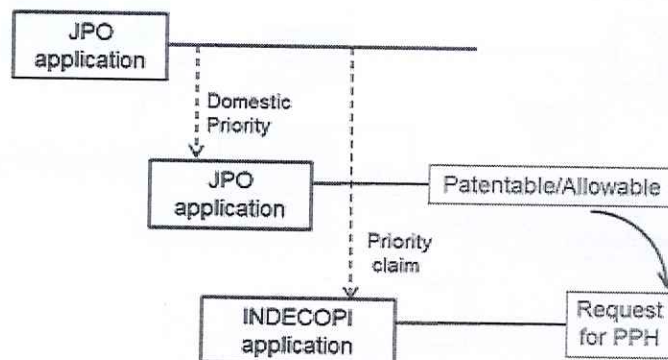 JPO
application
Domestic
Priority
JPO
application
Patentable/Allowable
Priority
claim
INDECOPI
application
Request
for PPH